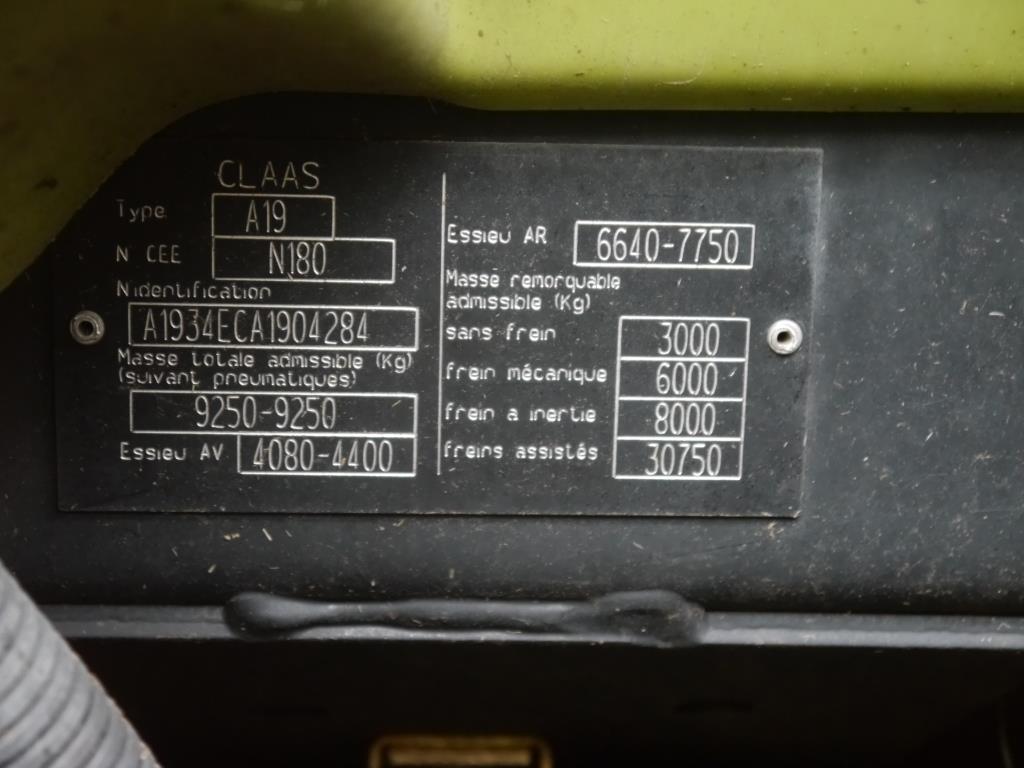 CLAAS
Type A19
N CEE N180
N identification
A1934ECA1904284
Masse totale admissible (Kg)
(suivant pneumatiques)
9250-9250
Essieu AV 4080-4400
Essieu AR 6640-7750
Masse remorquable
admissible (Kg)
sans frein 3000
frein mécanique 6000
frein a inertie 8000
freins assistés 30750